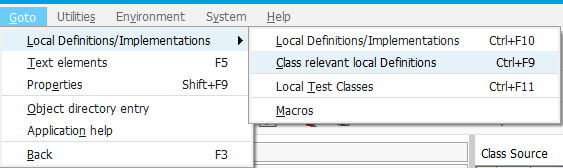 Goto Utilities Environment System Help
Local Definitions/Implementations
Text elements F5
Properties Shift+F9
Object directory entry
Application help
Back F3
Local Definitions/Implementations Ctrl+F10
Class relevant local Definitions Ctrl+F9
Local Test Classes Ctrl+F11
Macros
Class Source